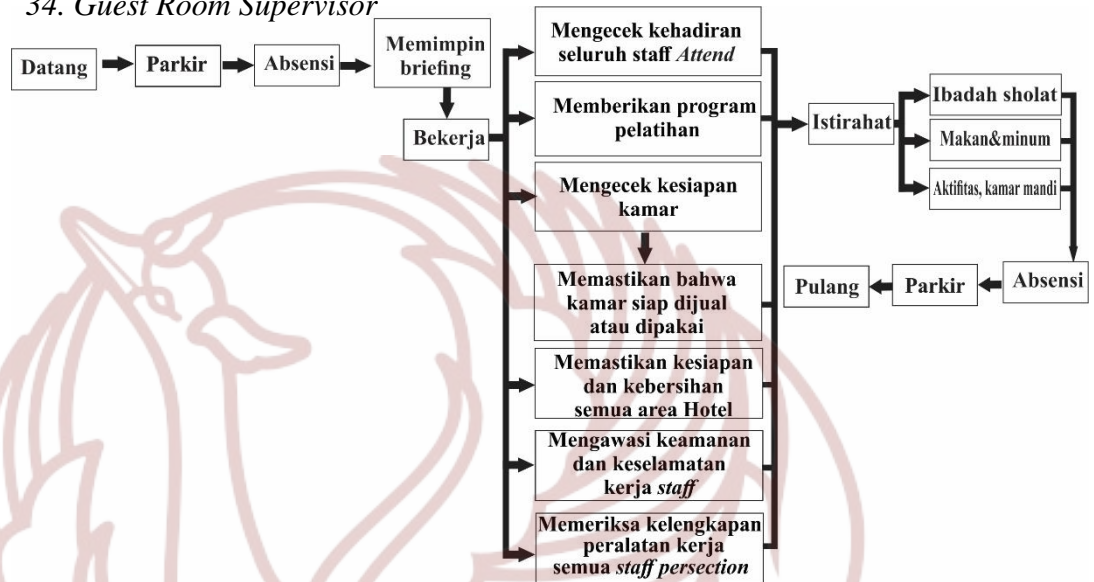 34. Guest Room Supervisor
Datang
Parkir
Absensi
Memimpin
briefing
Bekerja
Mengecek kehadiran
seluruh staff Attend
Memberikan program
pelatihan
Mengecek kesiapan
kamar
Memastikan bahwa
kamar siap dijual
atau dipakai
Memastikan kesiapan
dan kebersihan
semua area Hotel
Mengawasi keamanan
dan keselamatan
kerja staff
Memeriksa kelengkapan
peralatan kerja
semua staff persection
Istirahat
Ibadah sholat
Makan&minum
Aktifitas, kamar mandi
Absensi
Parkir
Pulang